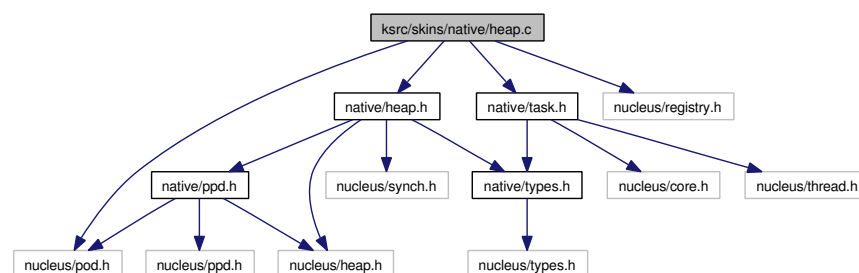 ksrc/skins/native/heap.c
native/heap.h
native/task.h
nucleus/registry.h
native/ppd.h
nucleus/synch.h
native/types.h
nucleus/core.h
nucleus/thread.h
nucleus/pod.h
nucleus/ppd.h
nucleus/heap.h
nucleus/types.h